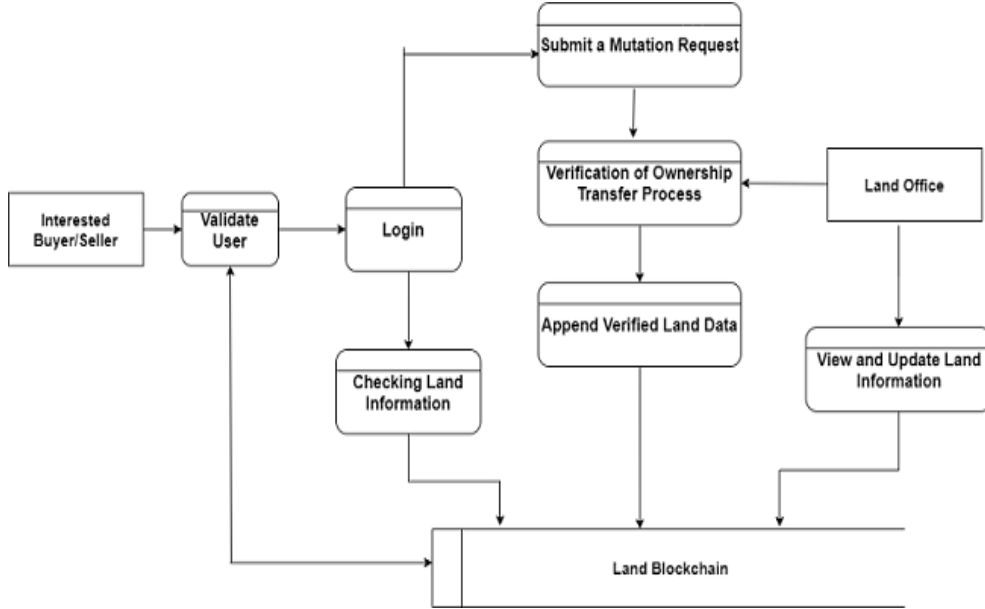 Submit a Mutation Request
Verification of Ownership
Transfer Process
Land Office
Interested
Buyer/Seller
Validate
User
Login
Append Verified Land Data
View and Update Land
Information
Checking Land
Information
Land Blockchain